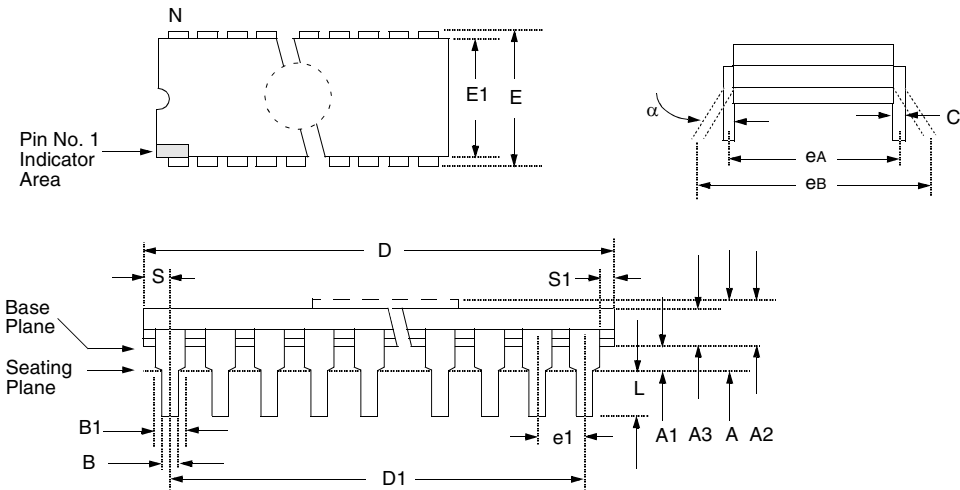 N
E1
E
Pin No. 1
Indicator
Area
α
C
eA
eB
D
S
S1
Base
Plane
Seating
Plane
L
B1
B
e1
A1
A3
A
A2
D1